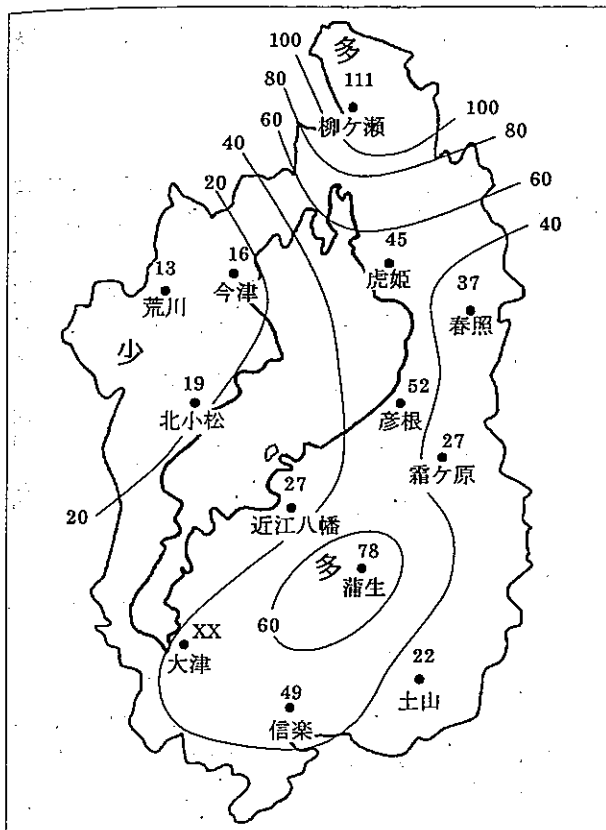 100
多
111
柳ケ瀬
80
100
60
80
40
60
20
40
45
虎姫
16
今津
13
荒川
37
春照
少
19
北小松
52
彦根
27
霜ケ原
20
27
近江八幡
78
多
蒲生
60
XX
大津
22
土山
49
信楽